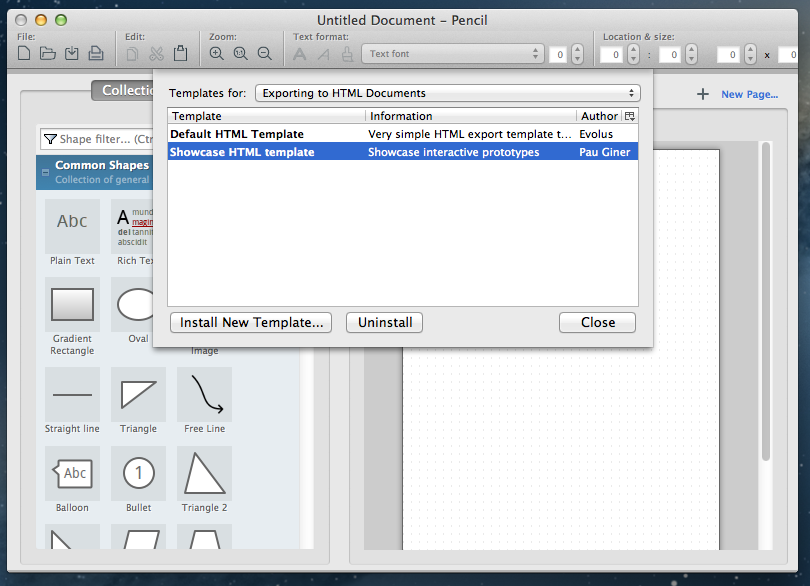 Untitled Document – Pencil
File:
Edit:
Zoom:
Text format:
Location & size:
Text font
0
0
:
0
0
x
0
Collectio
New Page...
Templates for:
Exporting to HTML Documents
Template
Information
Author
Default HTML Template
Very simple HTML export template t...
Evolus
Showcase HTML template
Showcase interactive prototypes
Pau Giner
Install New Template...
Uninstall
Close
Shape filter... (Ctr
Common Shapes
Collection of general
Abc
A
mund
magin
del tannit
abscidit
Plain Text
Rich Tex
Gradient
Rectangle
Oval
Image
Straight line
Triangle
Free Line
Abc
1
Balloon
Bullet
Triangle 2